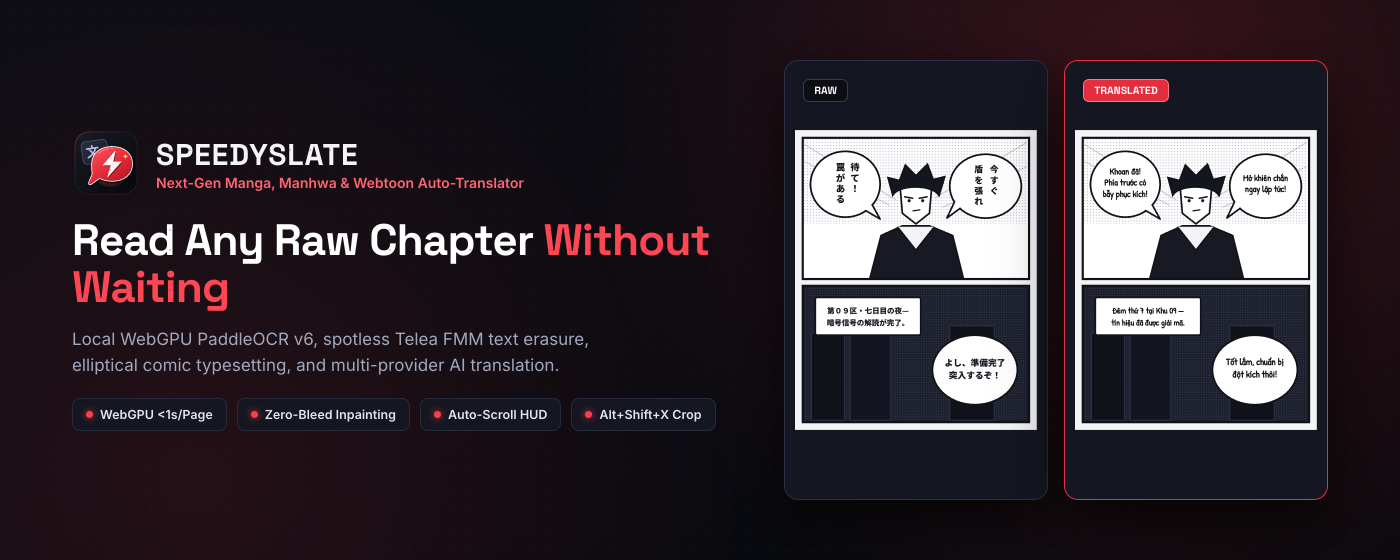 SPEEDYSLATE
Next-Gen Manga, Manhwa & Webtoon Auto-Translator
Read Any Raw Chapter Without
Waiting
Local WebGPU PaddleOCR v6, spotless Telea FMM text erasure,
elliptical comic typesetting, and multi-provider AI translation.
WebGPU <1s/Page
Zero-Bleed Inpainting
Auto-Scroll HUD
Alt+Shift+X Crop
RAW
今すぐ
盾を張れ
待て！
罠がある
第09区・七日目の夜—
暗号信号の解読が完了。
よし、準備完了
突入するぞ！
TRANSLATED
Khoan đã!
Phía trước có
bẫy phục kích!
Mở khiên chắn
ngay lập tức!
Đêm thứ 7 tại Khu 09 —
tín hiệu đã được giải mã.
Tốt lắm, chuẩn bị
đột kích thôi!